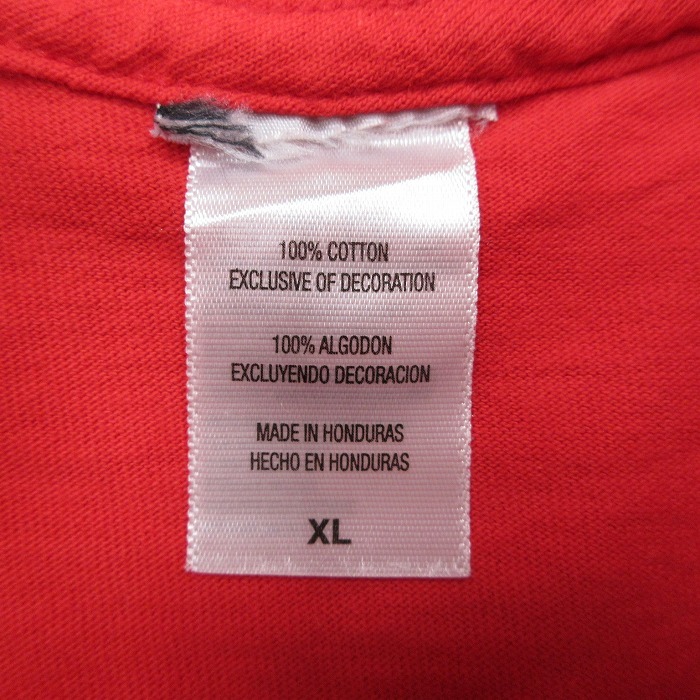 100% COTTON
EXCLUSIVE OF DECORATION
100% ALGODON
EXCLUYENDO DECORACION
MADE IN HONDURAS
HECHO EN HONDURAS
XL